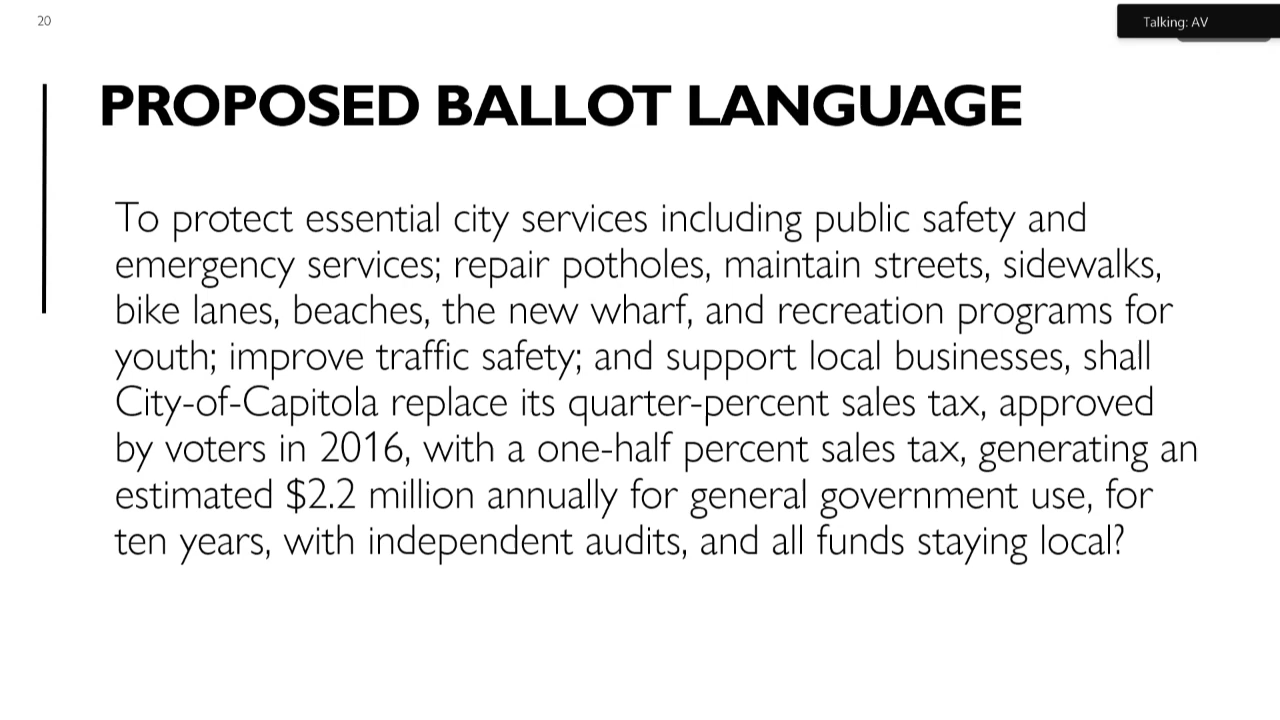 20
Talking: AV
PROPOSED BALLOT LANGUAGE
To protect essential city services including public safety and
emergency services; repair potholes, maintain streets, sidewalks,
bike lanes, beaches, the new wharf, and recreation programs for
youth; improve traffic safety; and support local businesses, shall
City-of-Capitola replace its quarter-percent sales tax, approved
by voters in 2016, with a one-half percent sales tax, generating an
estimated $2.2 million annually for general government use, for
ten years, with independent audits, and all funds staying local?